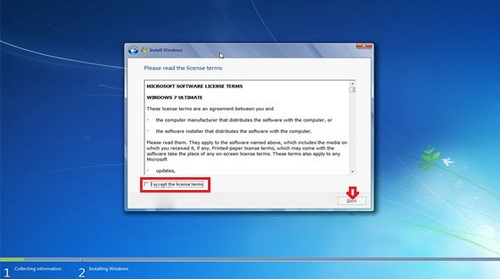 Install Windows
Please read the license terms
MICROSOFT SOFTWARE LICENSE TERMS
WINDOWS 7 ULTIMATE
These license terms are an agreement between you and
· the computer manufacturer that distributes the software with the computer, or
· the software installer that distributes the software with the computer.
Please read them. They apply to the software named above, which includes the media on
which you received it, if any. Printed-paper license terms, which may come with the
software take the place of any on-screen license terms. These terms also apply to any
Microsoft
· updates,
I accept the license terms
Next
1 Collecting information
2 Installing Windows